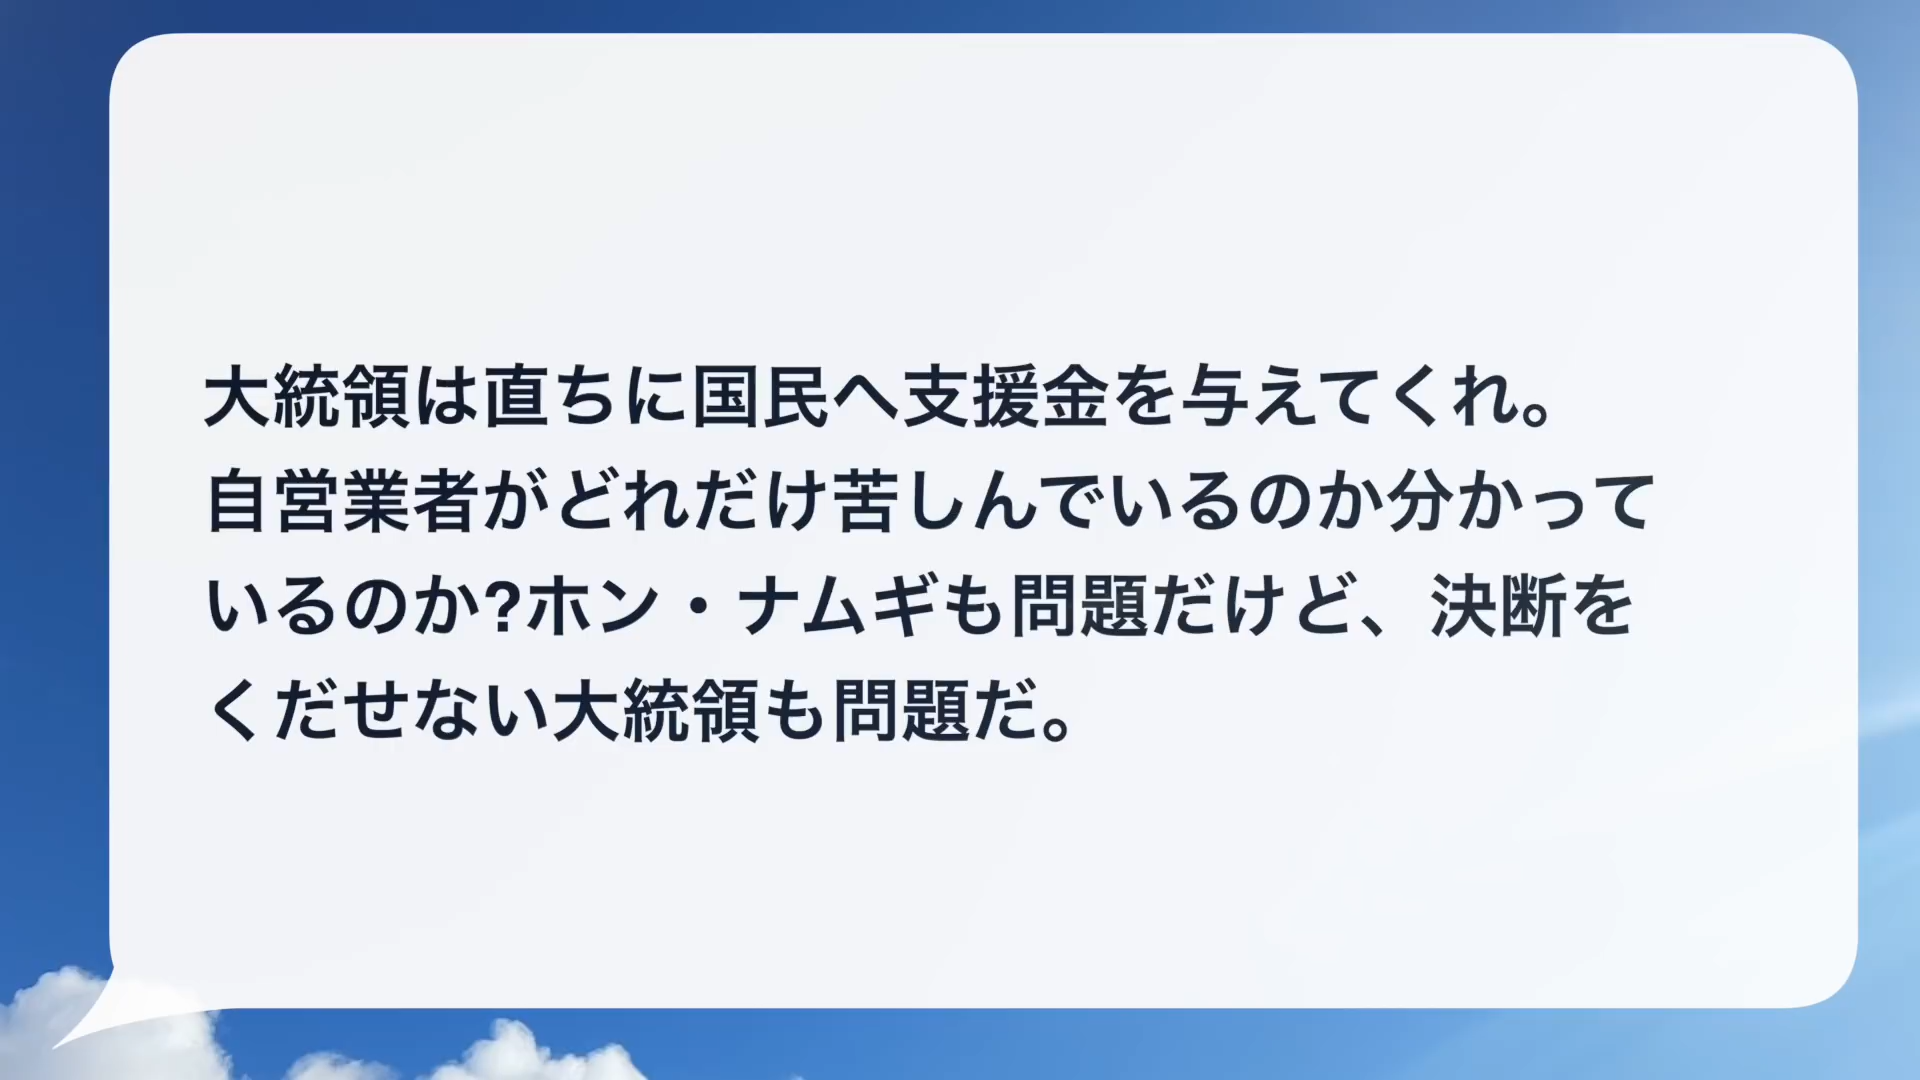 大統領は直ちに国民へ支援金を与えてくれ。
自営業者がどれだけ苦しんでいるのか分かって
いるのか?ホン・ナムギも問題だけど、決断を
くだせない大統領も問題だ。